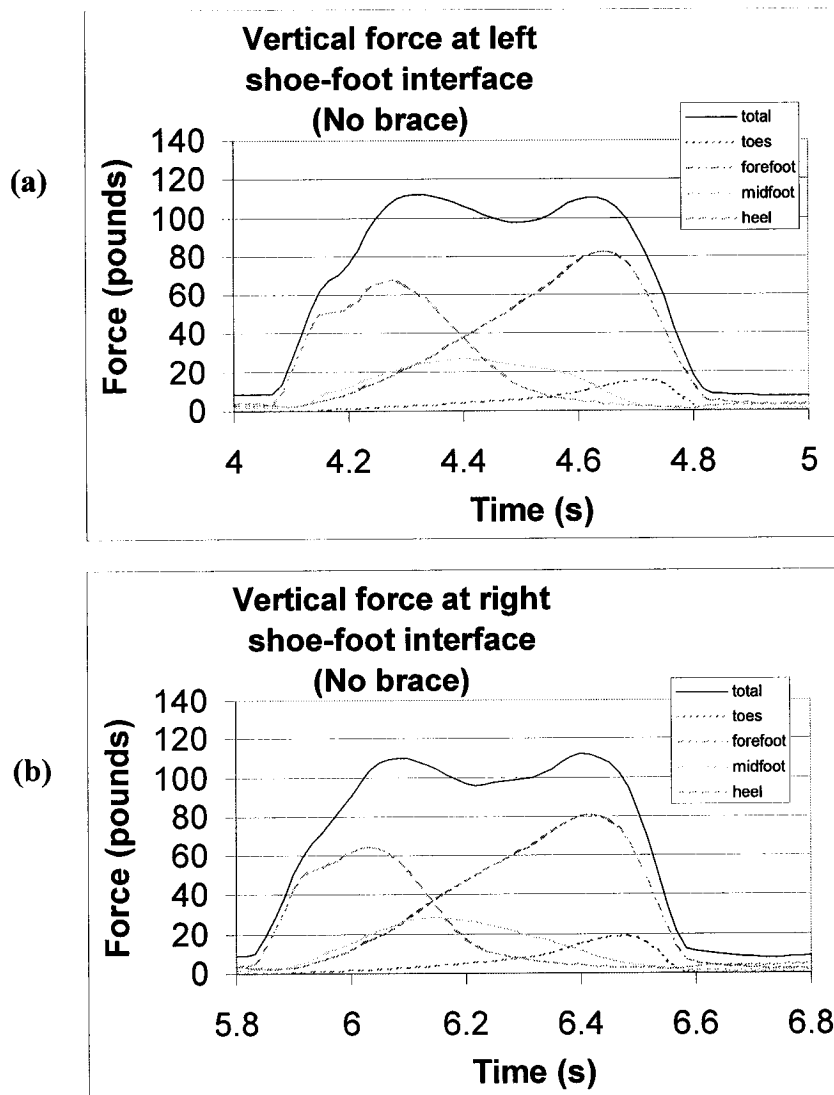 (a)
Vertical force at left
shoe-foot interface
(No brace)
Force (pounds)
140
120
100
80
60
40
20
0
total
toes
forefoot
midfoot
heel
4
4.2
4.4
4.6
4.8
5
Time (s)
(b)
Vertical force at right
shoe-foot interface
(No brace)
Force (pounds)
140
120
100
80
60
40
20
0
total
toes
forefoot
midfoot
heel
5.8
6
6.2
6.4
6.6
6.8
Time (s)